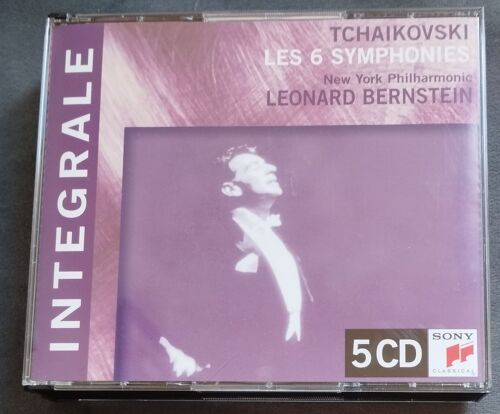 TCHAIKOVSKI
LES 6 SYMPHONIES
New York Philharmonic
LEONARD BERNSTEIN
INTEGRALE
5CD
SONY
CLASSICAL